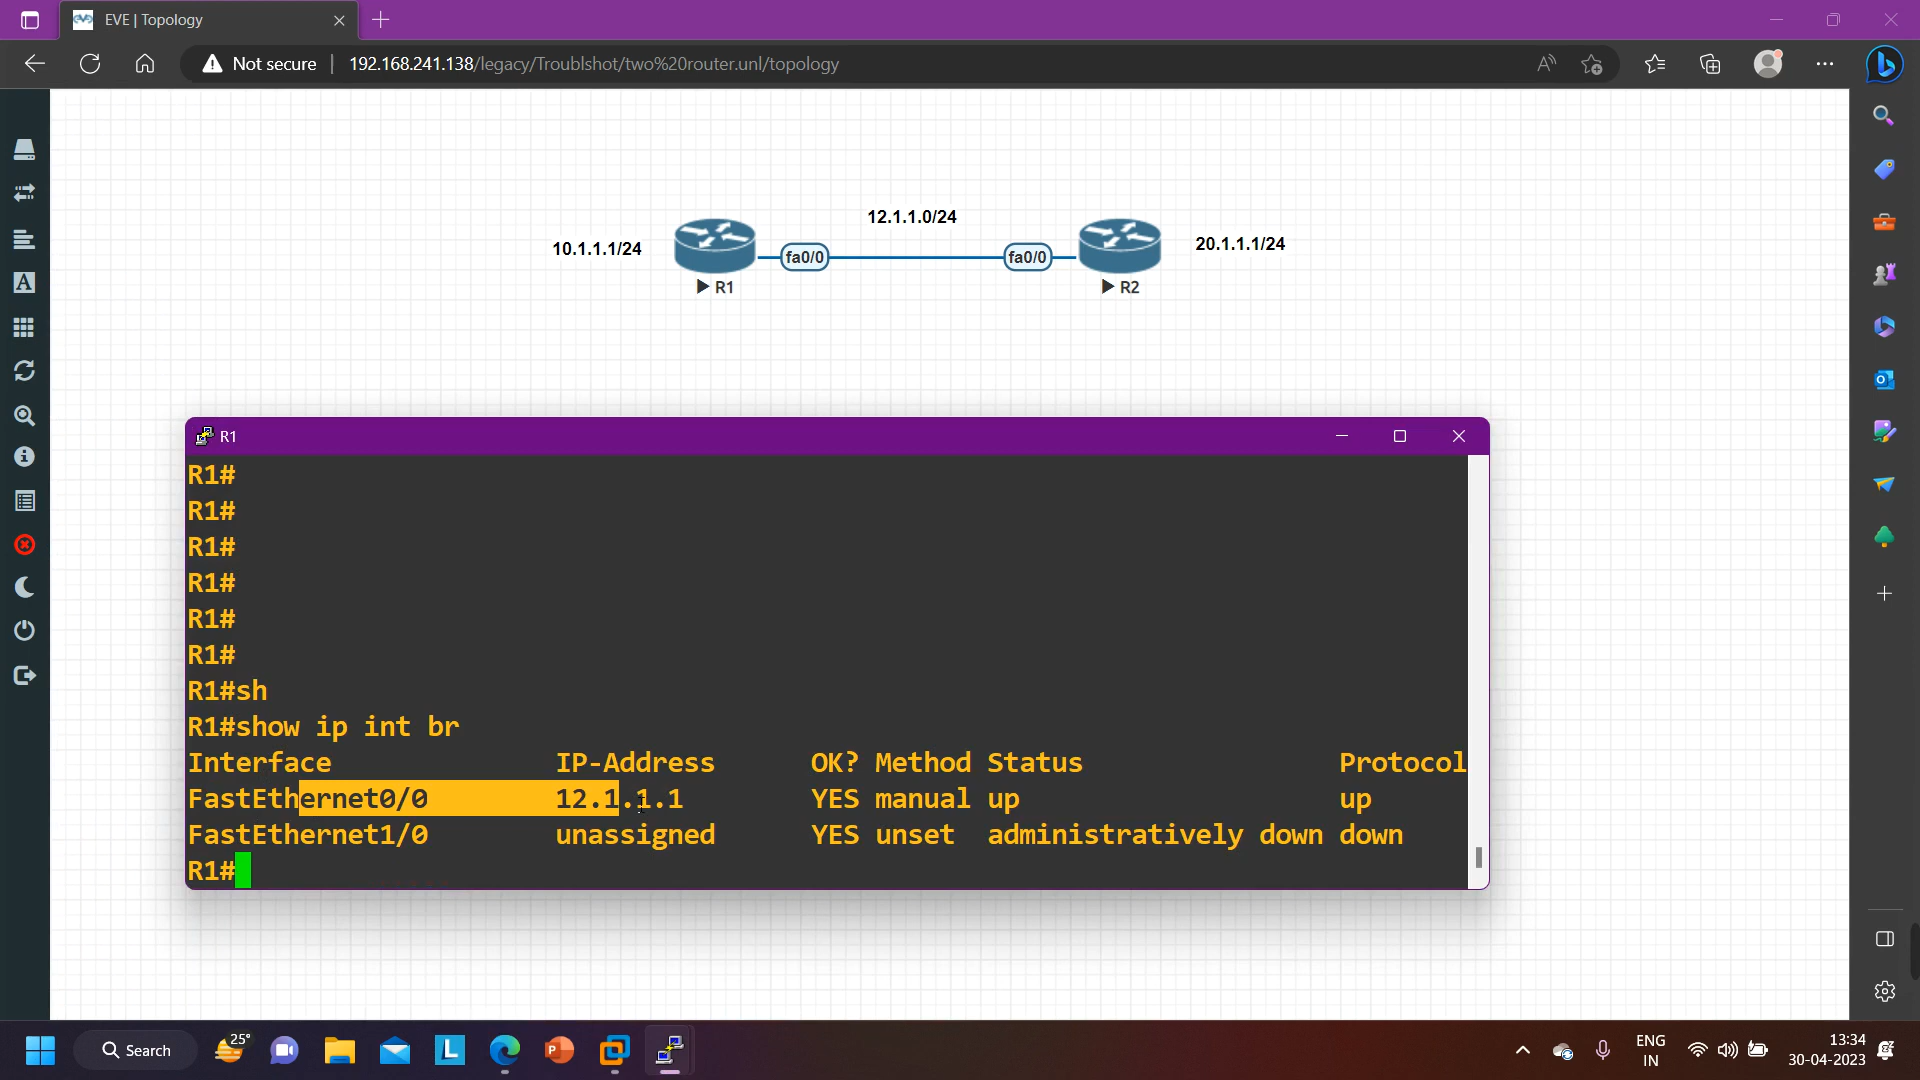 EVE | Topology
Not secure 192.168.241.138/legacy/Troublshot/two%20router.unl/topology
12.1.1.0/24
10.1.1.1/24
fa0/0
fa0/0
20.1.1.1/24
R1
R2
R1
R1#
R1#
R1#
R1#
R1#
R1#
R1#sh
R1#show ip int br
Interface IP-Address OK? Method Status Protocol
FastEthernet0/0 12.1.1.1 YES manual up up
FastEthernet1/0 unassigned YES unset administratively down down
R1#
25°
Search
ENG
IN
13:34
30-04-2023